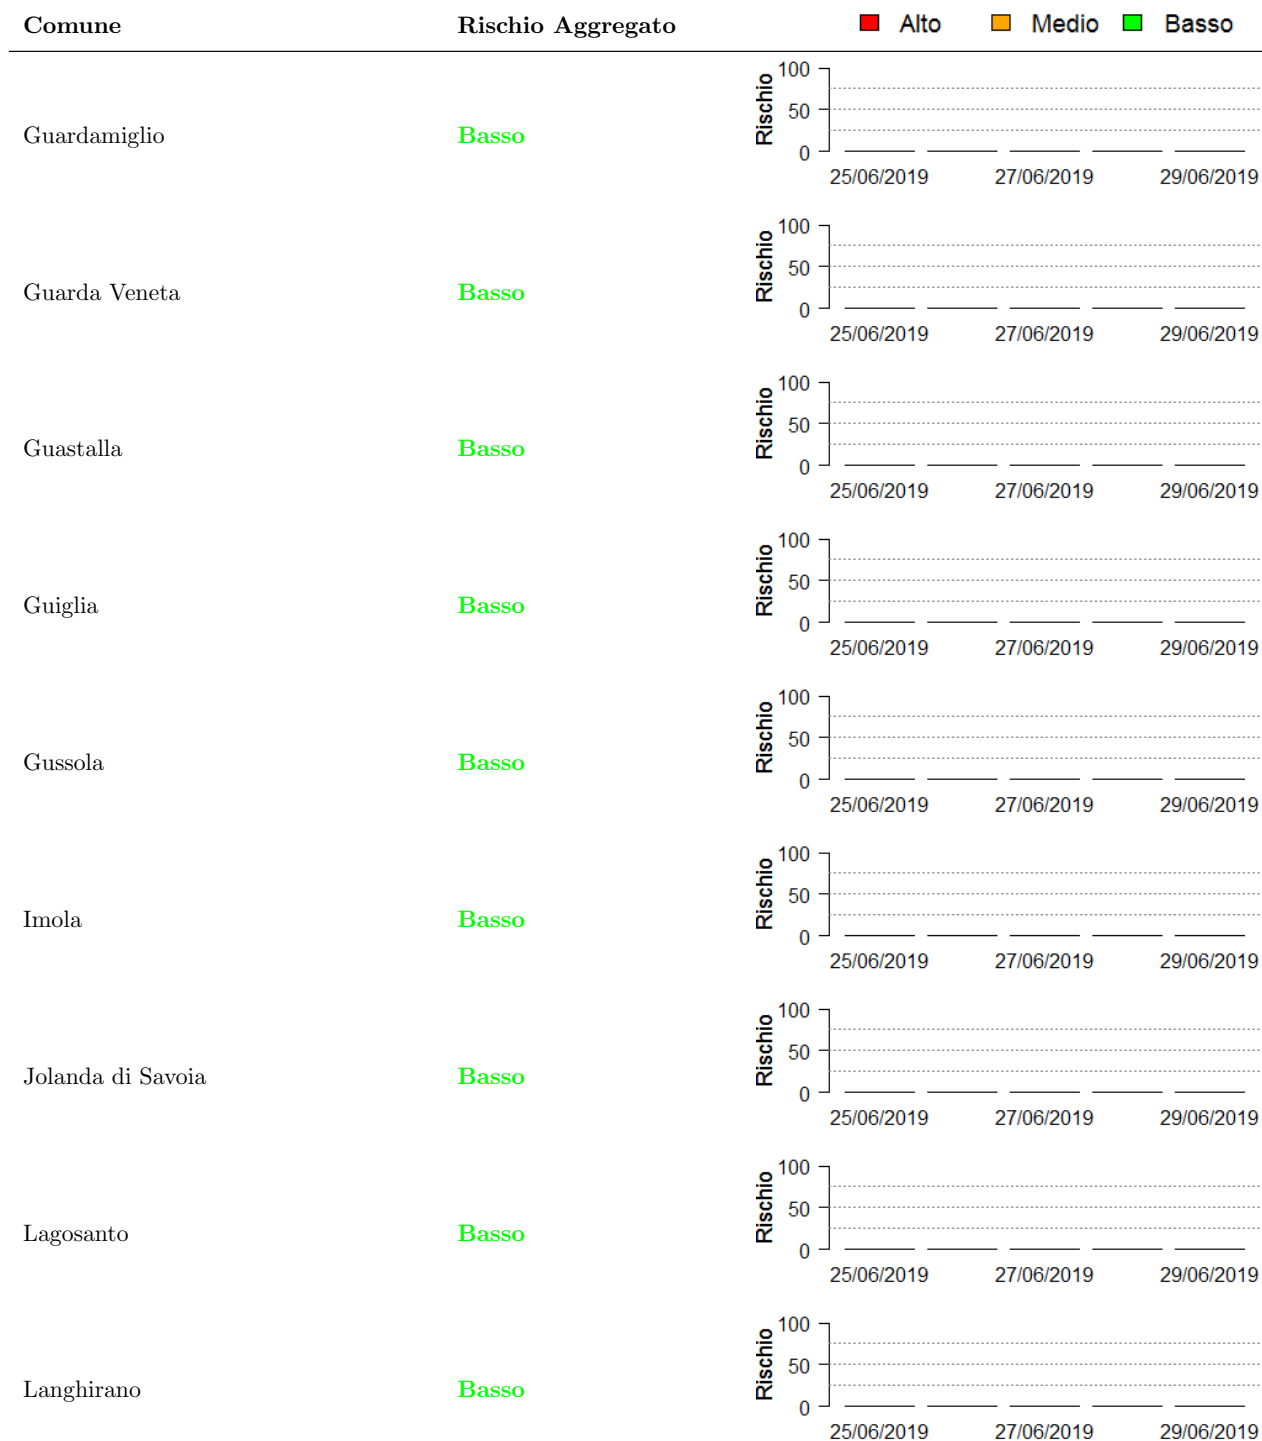 Comune Rischio Aggregato Alto Medio Basso
100
50
0
Rischio
Guardamiglio Basso
25/06/2019 27/06/2019 29/06/2019
100
50
0
Rischio
Guarda Veneta Basso
25/06/2019 27/06/2019 29/06/2019
100
50
0
Rischio
Guastalla Basso
25/06/2019 27/06/2019 29/06/2019
100
50
0
Rischio
Guiglia Basso
25/06/2019 27/06/2019 29/06/2019
100
50
0
Rischio
Gussola Basso
25/06/2019 27/06/2019 29/06/2019
100
50
0
Rischio
Imola Basso
25/06/2019 27/06/2019 29/06/2019
100
50
0
Rischio
Jolanda di Savoia Basso
25/06/2019 27/06/2019 29/06/2019
100
50
0
Rischio
Lagosanto Basso
25/06/2019 27/06/2019 29/06/2019
100
50
0
Rischio
Langhirano Basso
25/06/2019 27/06/2019 29/06/2019